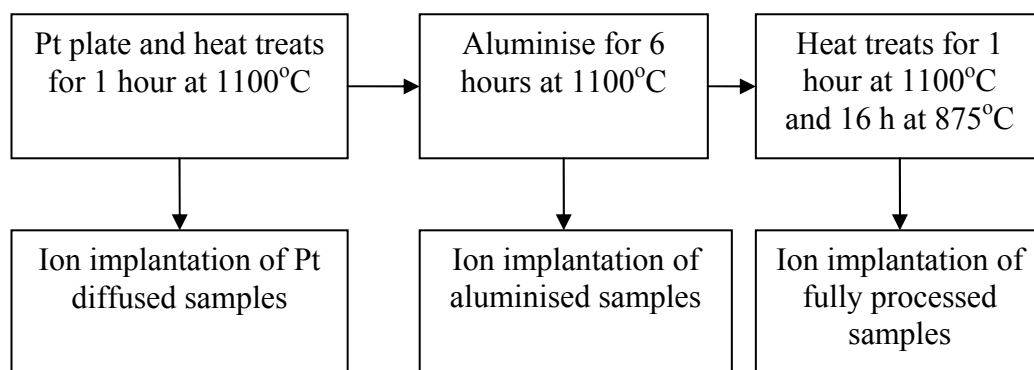 Pt plate and heat treats
for 1 hour at 1100°C
Aluminise for 6
hours at 1100°C
Heat treats for 1
hour at 1100°C
and 16 h at 875°C
Ion implantation of Pt
diffused samples
Ion implantation of
aluminised samples
Ion implantation of
fully processed
samples